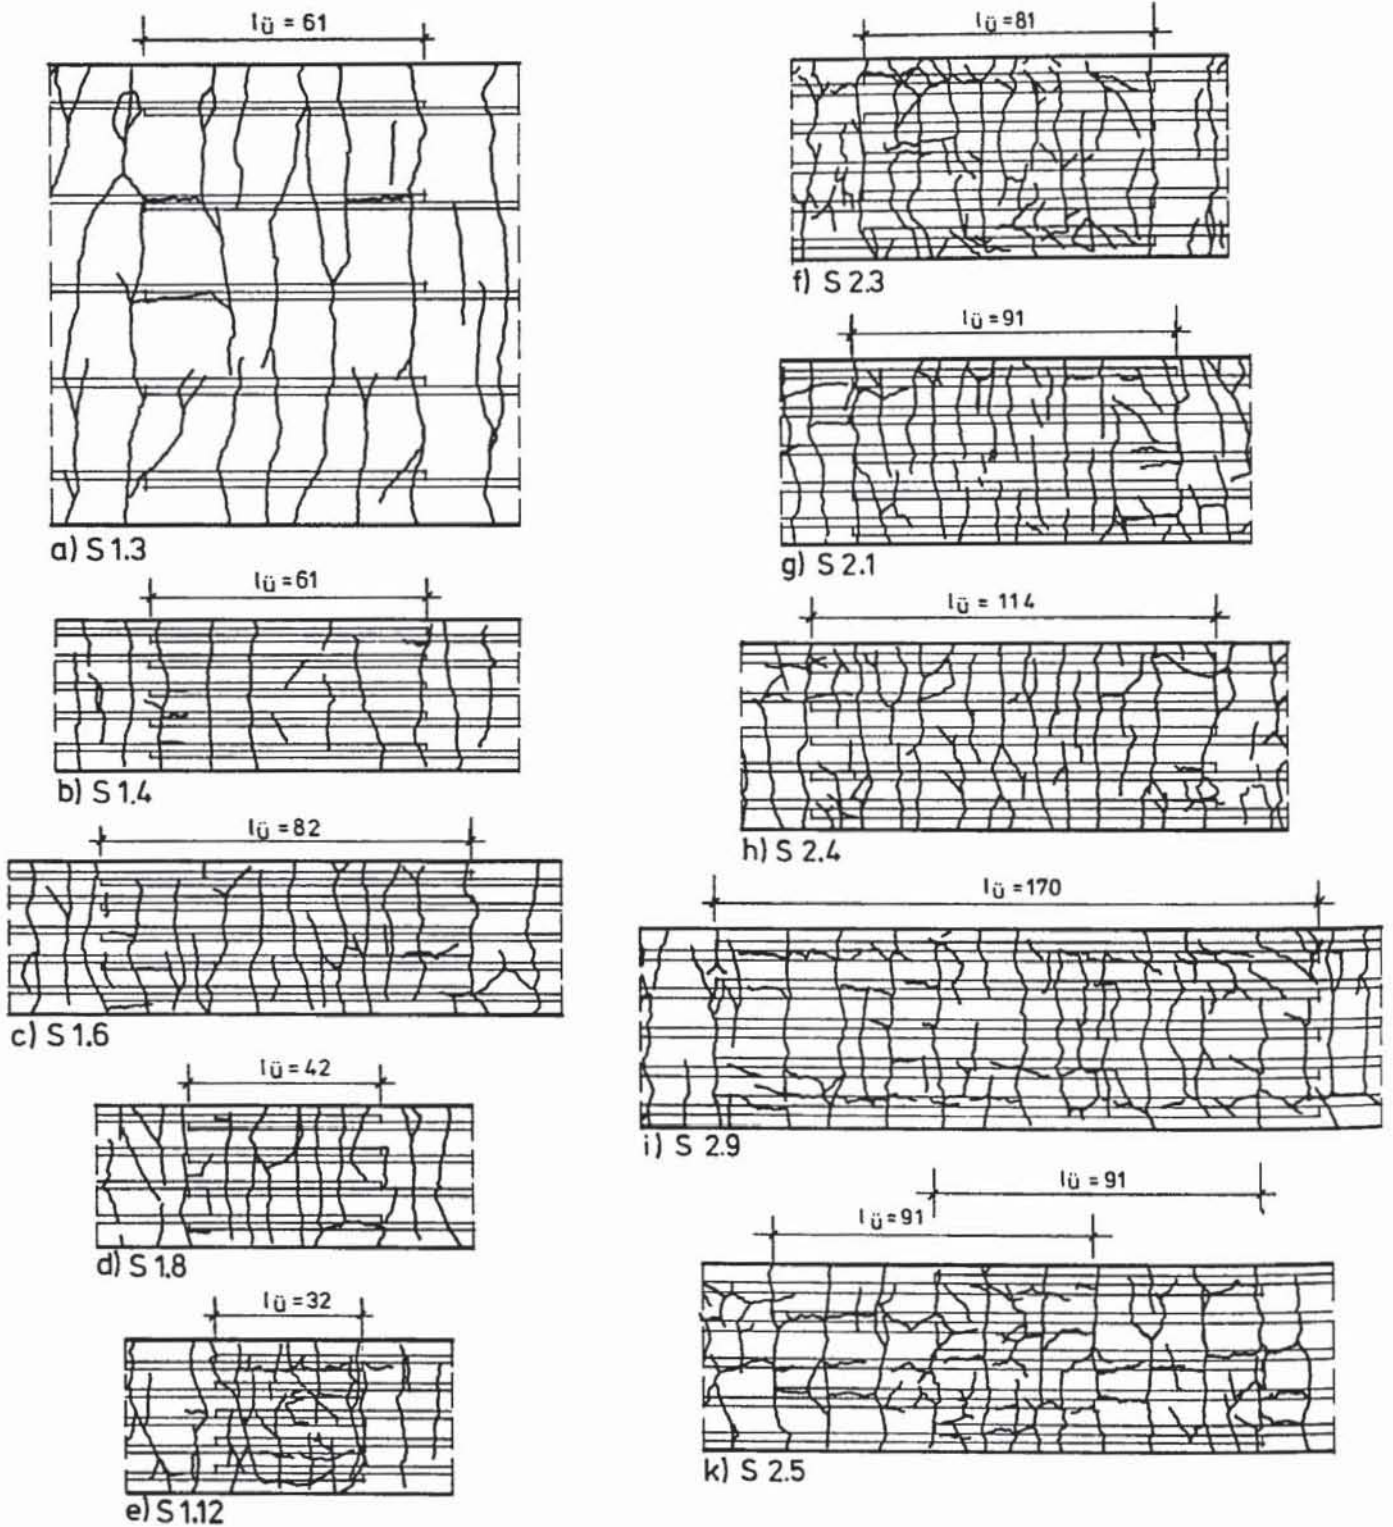 lü = 61
a) S 1.3
lü = 61
b) S 1.4
lü = 82
c) S 1.6
lü = 42
d) S 1.8
lü = 32
e) S 1.12
lü = 81
f) S 2.3
lü = 91
g) S 2.1
lü = 114
h) S 2.4
lü = 170
i) S 2.9
lü = 91
lü = 91
k) S 2.5